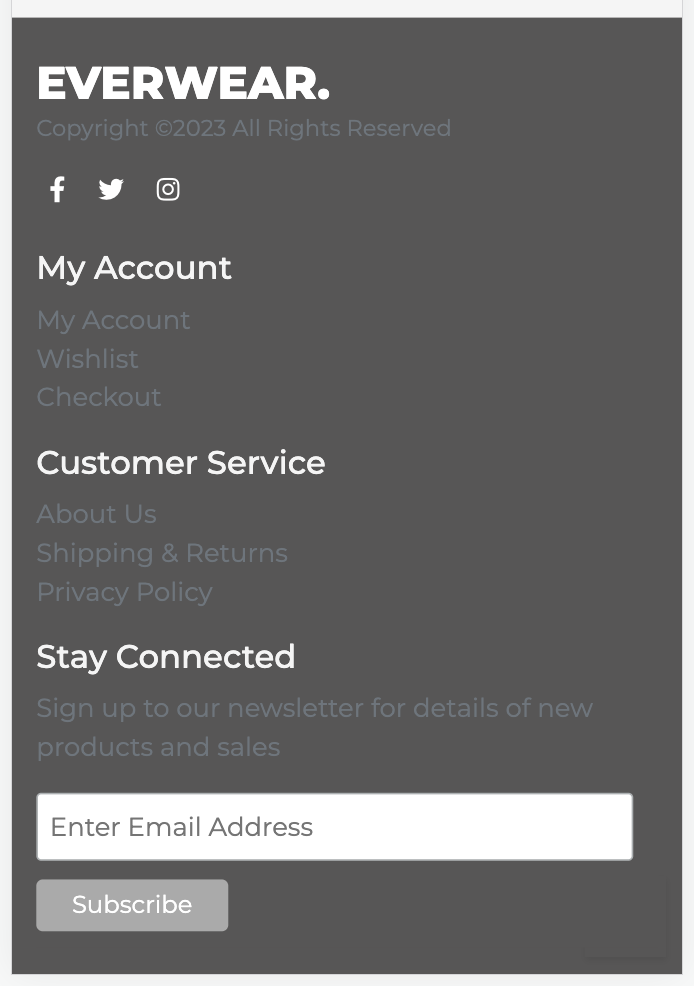 EVERWEAR.
Copyright ©2023 All Rights Reserved
My Account
My Account
Wishlist
Checkout
Customer Service
About Us
Shipping & Returns
Privacy Policy
Stay Connected
Sign up to our newsletter for details of new
products and sales
Enter Email Address
Subscribe